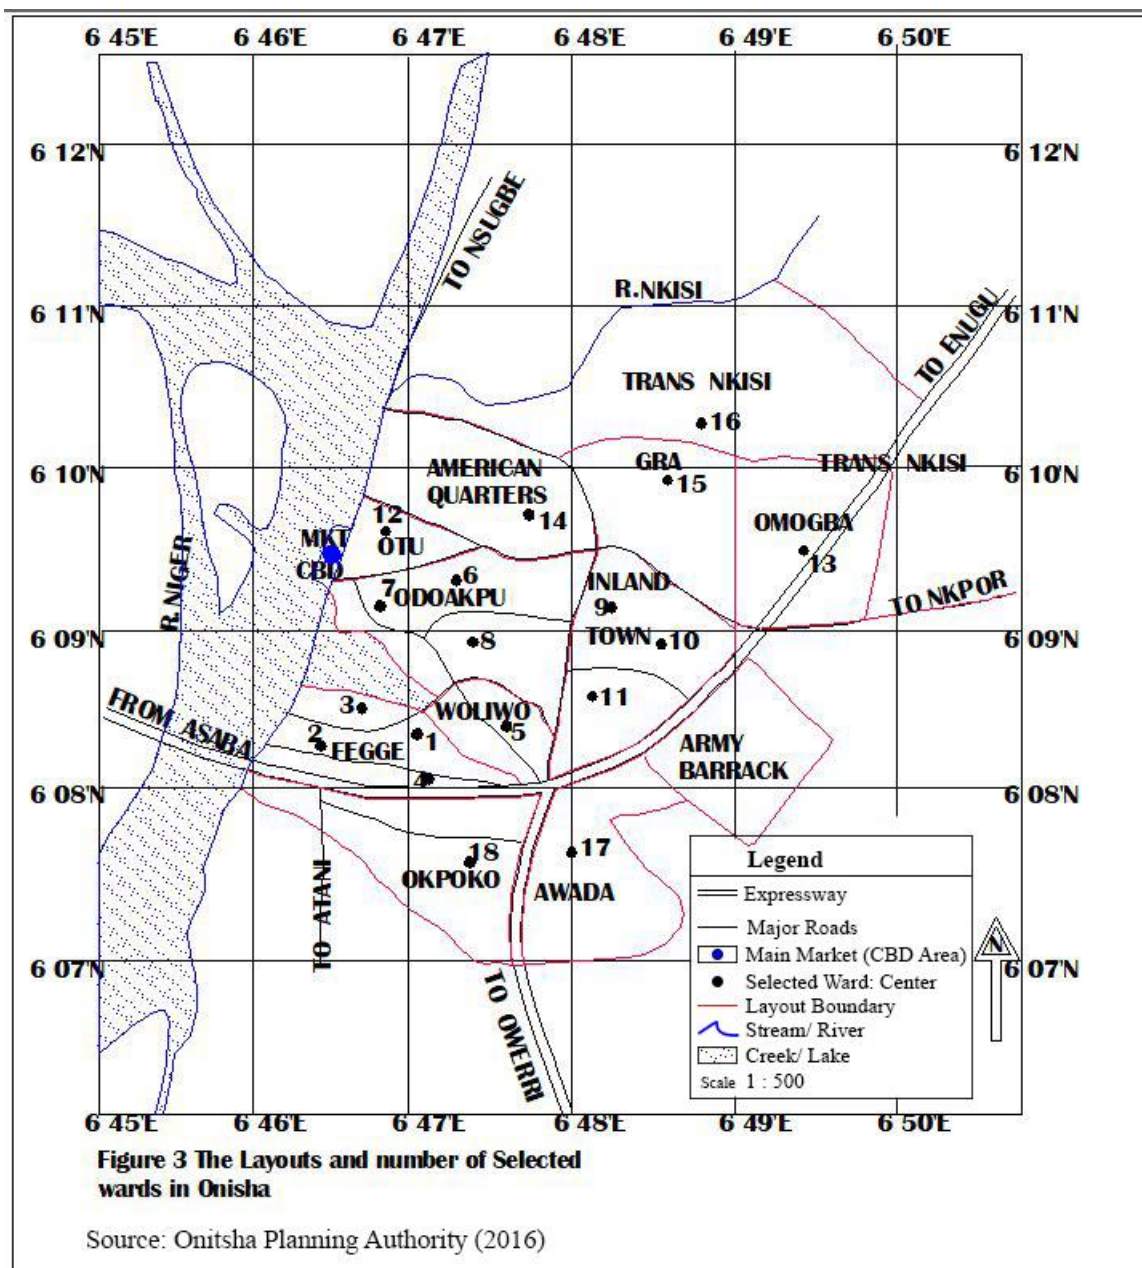 6 45'E 6 46'E 6 47'E 6 48'E 6 49'E 6 50'E
6 12'N 6 12'N
TO NSUGBE
R.NKISI
6 11'N 6 11'N
TO ENUGU
TRANS NKISI
16
6 10'N 6 10'N
GRA
15
TRANS NKISI
AMERICAN
QUARTERS
14
12
OTU
OMOGBA
13
MKT
CBD
R.NIGER
6
7
ODOAKPU
INLAND
9
TOWN
10
TO NKPOR
6 09'N 6 09'N
8
11
3
WOLIWO
5
FROM ASABA
2
FEGGE
1
4
ARMY
BARRACK
6 08'N 6 08'N
18
OKPOKO
17
AWADA
TO ATANI
6 07'N 6 07'N
TO OWERRI
Legend
Expressway
Major Roads
Main Market (CBD Area)
Selected Ward: Center
Layout Boundary
Stream/ River
Creek/ Lake
Scale 1 : 500
N
6 45'E 6 46'E 6 47'E 6 48'E 6 49'E 6 50'E
Figure 3 The Layouts and number of Selected
wards in Onisha
Source: Onitsha Planning Authority (2016)